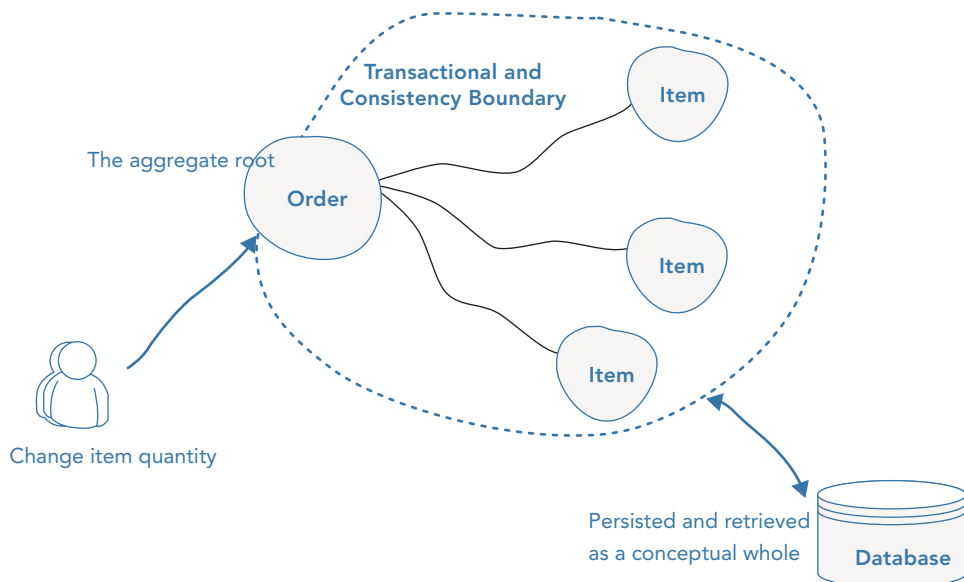 Transactional and
Consistency Boundary
Item
The aggregate root
Order
Item
Item
Change item quantity
Persisted and retrieved
as a conceptual whole
Database